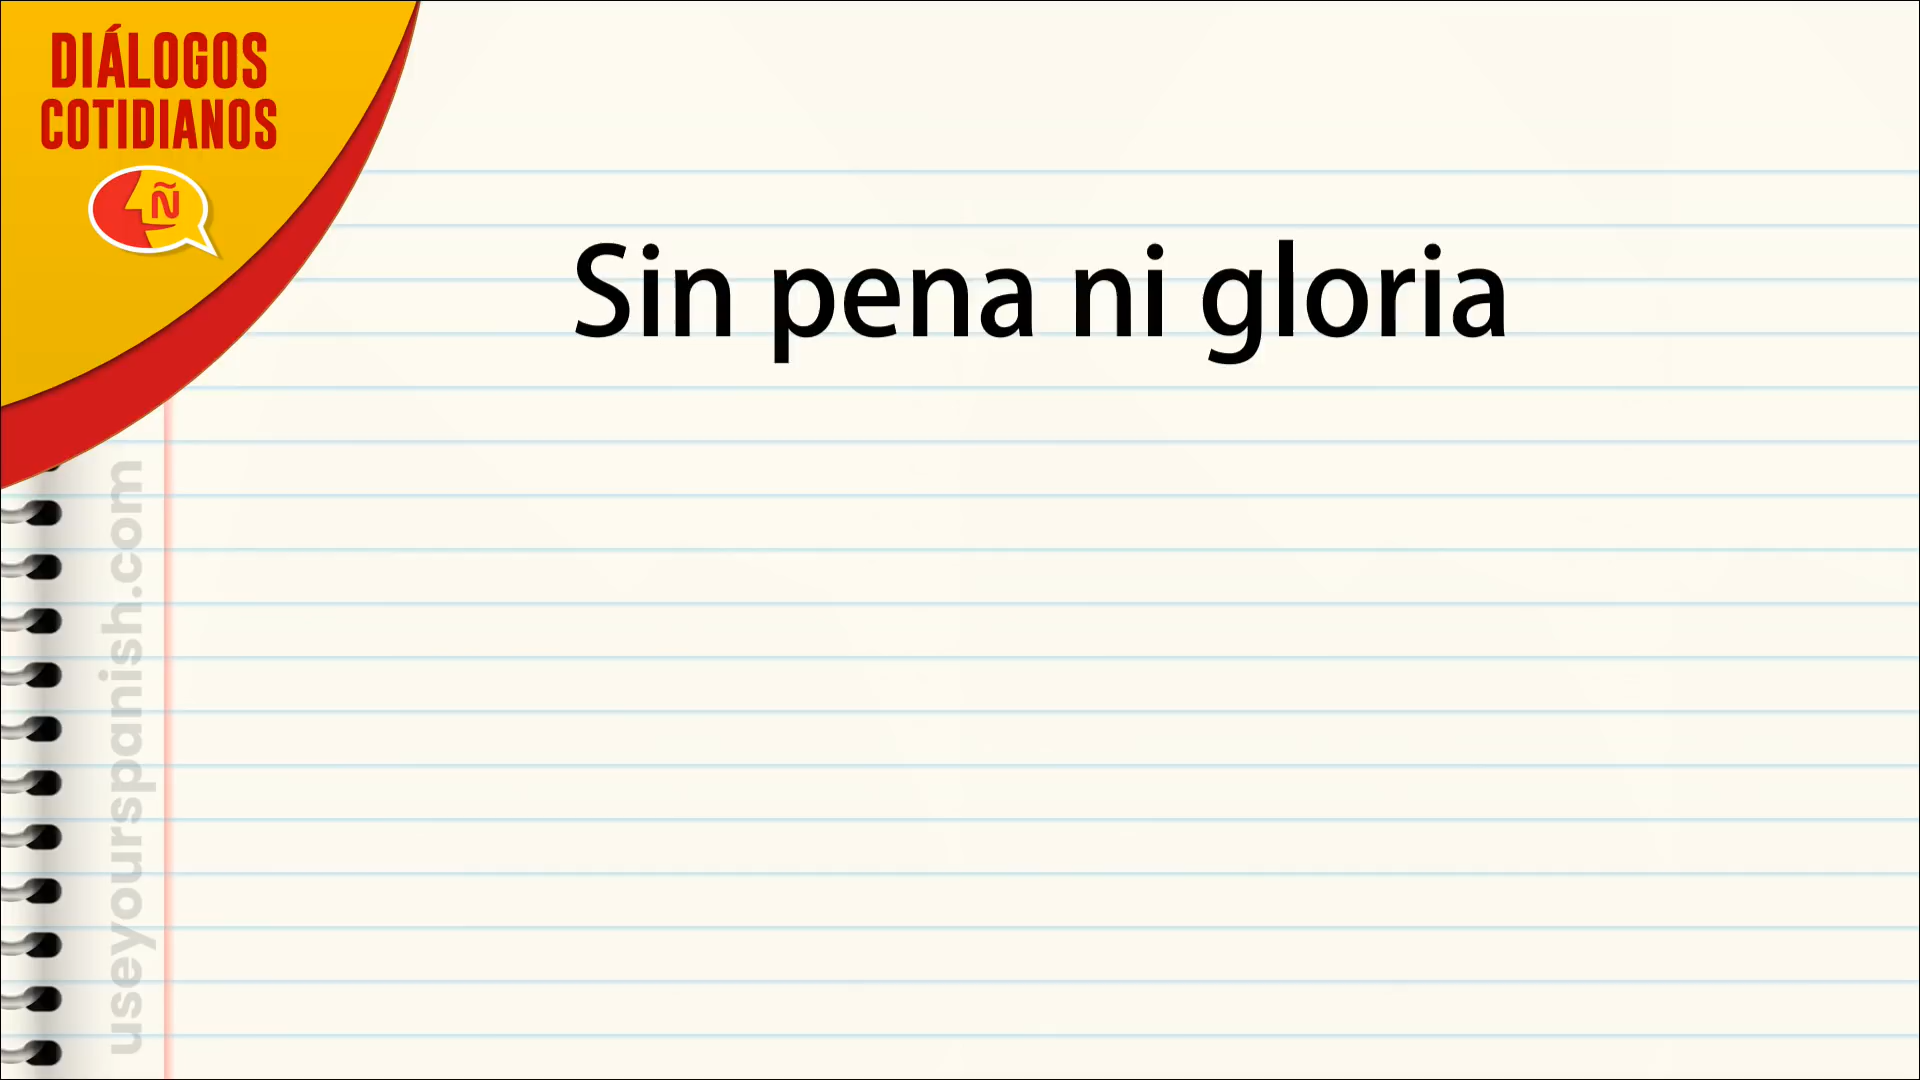 DIÁLOGOS
COTIDIANOS
Ñ
Sin pena ni gloria
useyourspanish.com